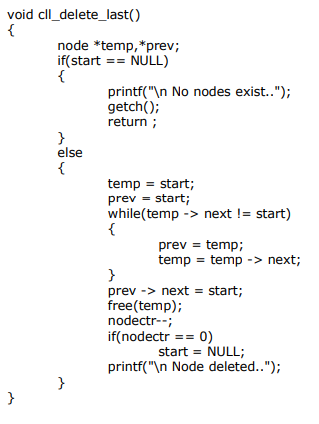 void cll_delete_last()
{
node *temp,*prev;
if(start == NULL)
{
printf("\n No nodes exist..");
getch();
return ;
}
else
{
temp = start;
prev = start;
while(temp -> next != start)
{
prev = temp;
temp = temp -> next;
}
prev -> next = start;
free(temp);
nodectr--;
if(nodectr == 0)
start = NULL;
printf("\n Node deleted..");
}
}